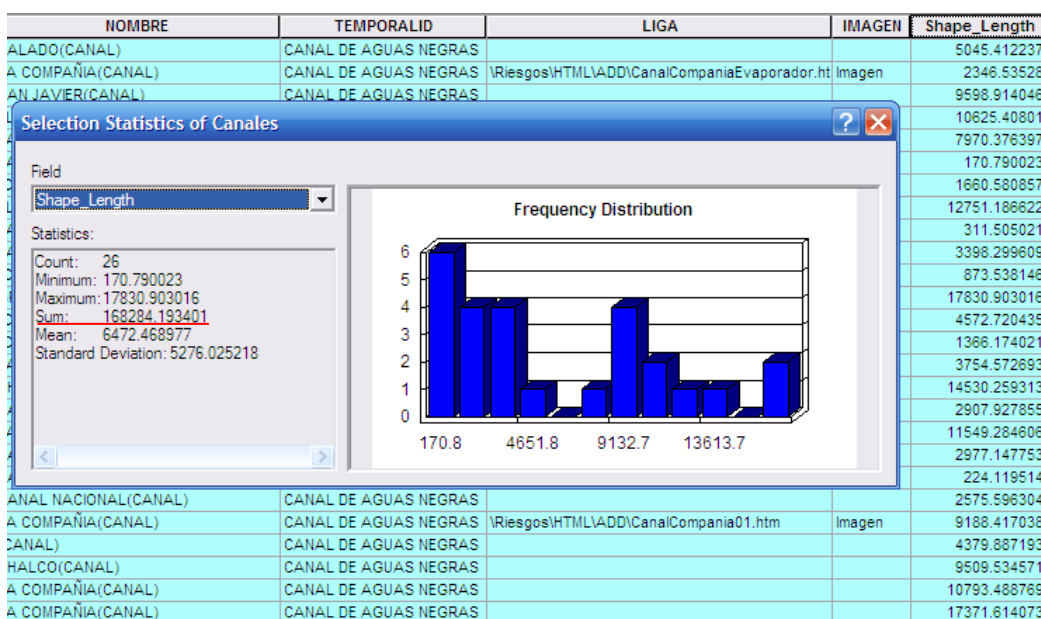 NOMBRE TEMPORALID LIGA IMAGEN Shape_Length
ALADO(CANAL) CANAL DE AGUAS NEGRAS 5045.412237
A COMPAÑIA(CANAL) CANAL DE AGUAS NEGRAS \Riesgos\HTML\ADD\CanalCompaniaEvaporador.ht Imagen 2346.53528
AN JAVIER(CANAL) CANAL DE AGUAS NEGRAS 9598.914046
10625.40801
7970.376397
170.790023
1660.580857
12751.186622
311.505021
3398.299609
873.538146
17830.903016
4572.720435
1366.174021
3754.572693
14530.259313
2907.927855
11549.284606
2977.147753
224.119514
Selection Statistics of Canales
Field
Shape_Length
Statistics:
Count: 26
Minimum: 170.790023
Maximum: 17830.903016
Sum: 168284.193401
Mean: 6472.468977
Standard Deviation: 5276.025218
Frequency Distribution
6
5
4
3
2
1
0
170.8 4651.8 9132.7 13613.7
ANAL NACIONAL(CANAL) CANAL DE AGUAS NEGRAS 2575.596304
A COMPAÑIA(CANAL) CANAL DE AGUAS NEGRAS \Riesgos\HTML\ADD\CanalCompania01.htm Imagen 9188.417038
CANAL) CANAL DE AGUAS NEGRAS 4379.887193
HALCO(CANAL) CANAL DE AGUAS NEGRAS 9509.534571
A COMPAÑIA(CANAL) CANAL DE AGUAS NEGRAS 10793.488769
A COMPAÑIA(CANAL) CANAL DE AGUAS NEGRAS 17371.614073